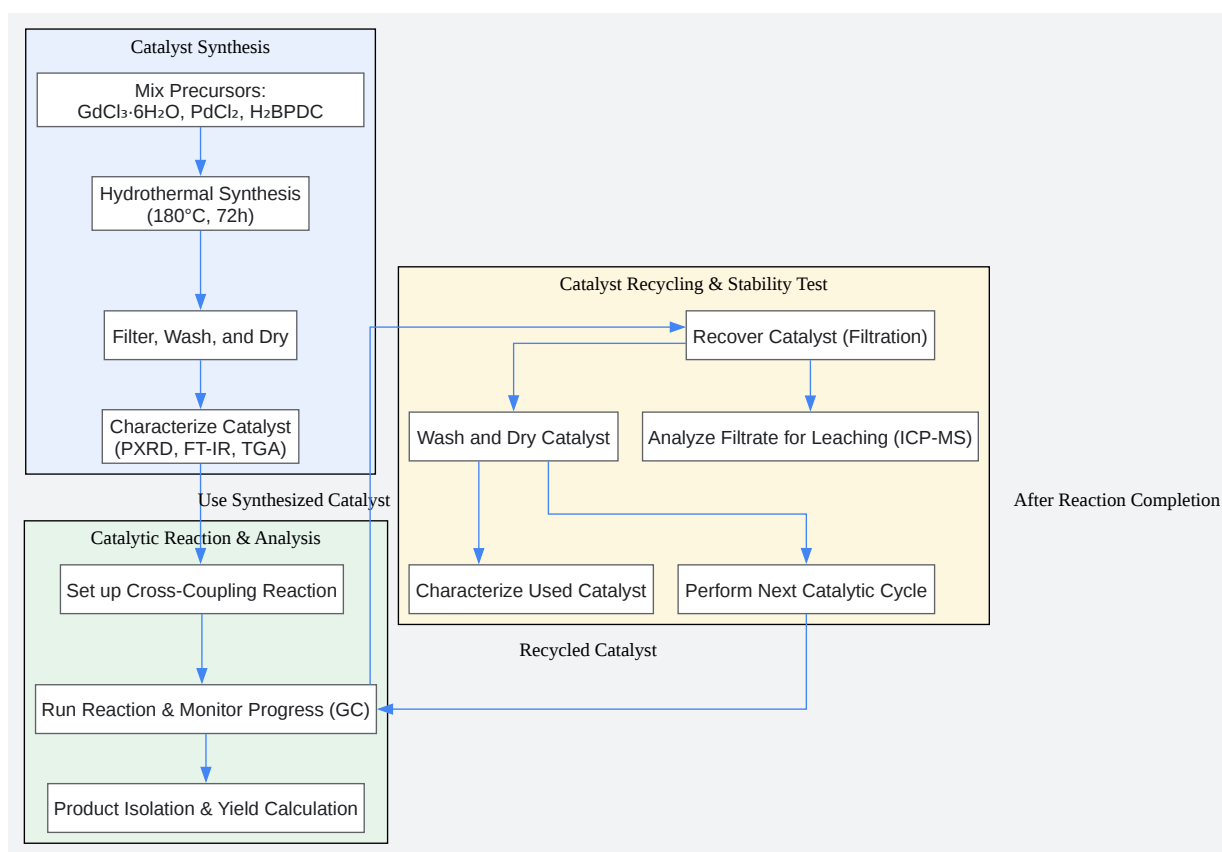 Catalyst Synthesis
Mix Precursors:
GdCl₃·6H₂O, PdCl₂, H₂BPDC
Hydrothermal Synthesis
(180°C, 72h)
Filter, Wash, and Dry
Characterize Catalyst
(PXRD, FT-IR, TGA)
Use Synthesized Catalyst
Catalytic Reaction & Analysis
Set up Cross-Coupling Reaction
Run Reaction & Monitor Progress (GC)
Product Isolation & Yield Calculation
Catalyst Recycling & Stability Test
Recover Catalyst (Filtration)
Wash and Dry Catalyst
Analyze Filtrate for Leaching (ICP-MS)
Characterize Used Catalyst
Perform Next Catalytic Cycle
Recycled Catalyst
After Reaction Completion